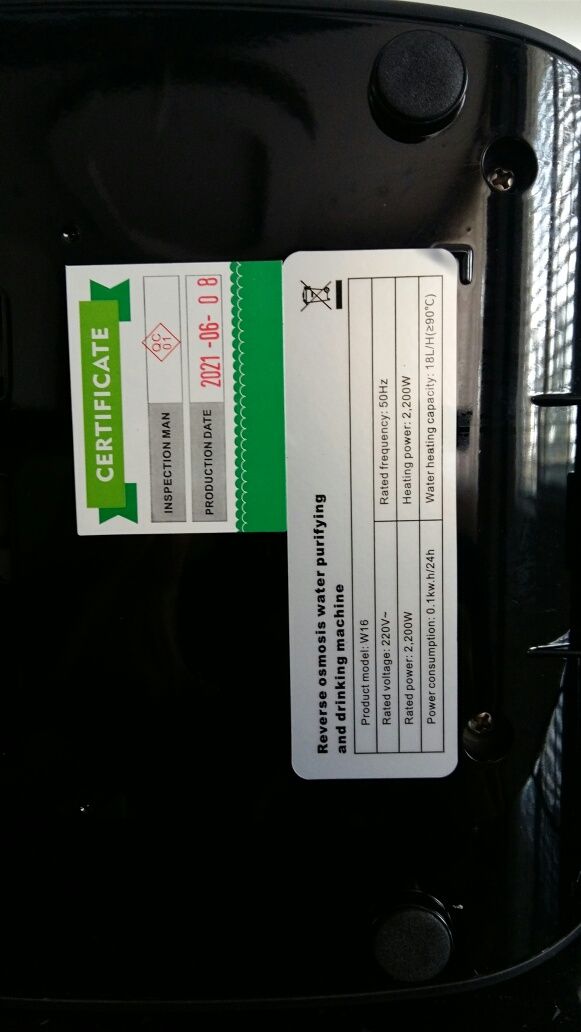 CERTIFICATE
INSPECTION MAN
QC
01
PRODUCTION DATE
2021-06-08
Reverse osmosis water purifying
and drinking machine
Product model: W16
Rated voltage: 220V~
Rated frequency: 50Hz
Rated power: 2,200W
Heating power: 2,200W
Power consumption: 0.1kw.h/24h
Water heating capacity: 18L/H(≥90°C)